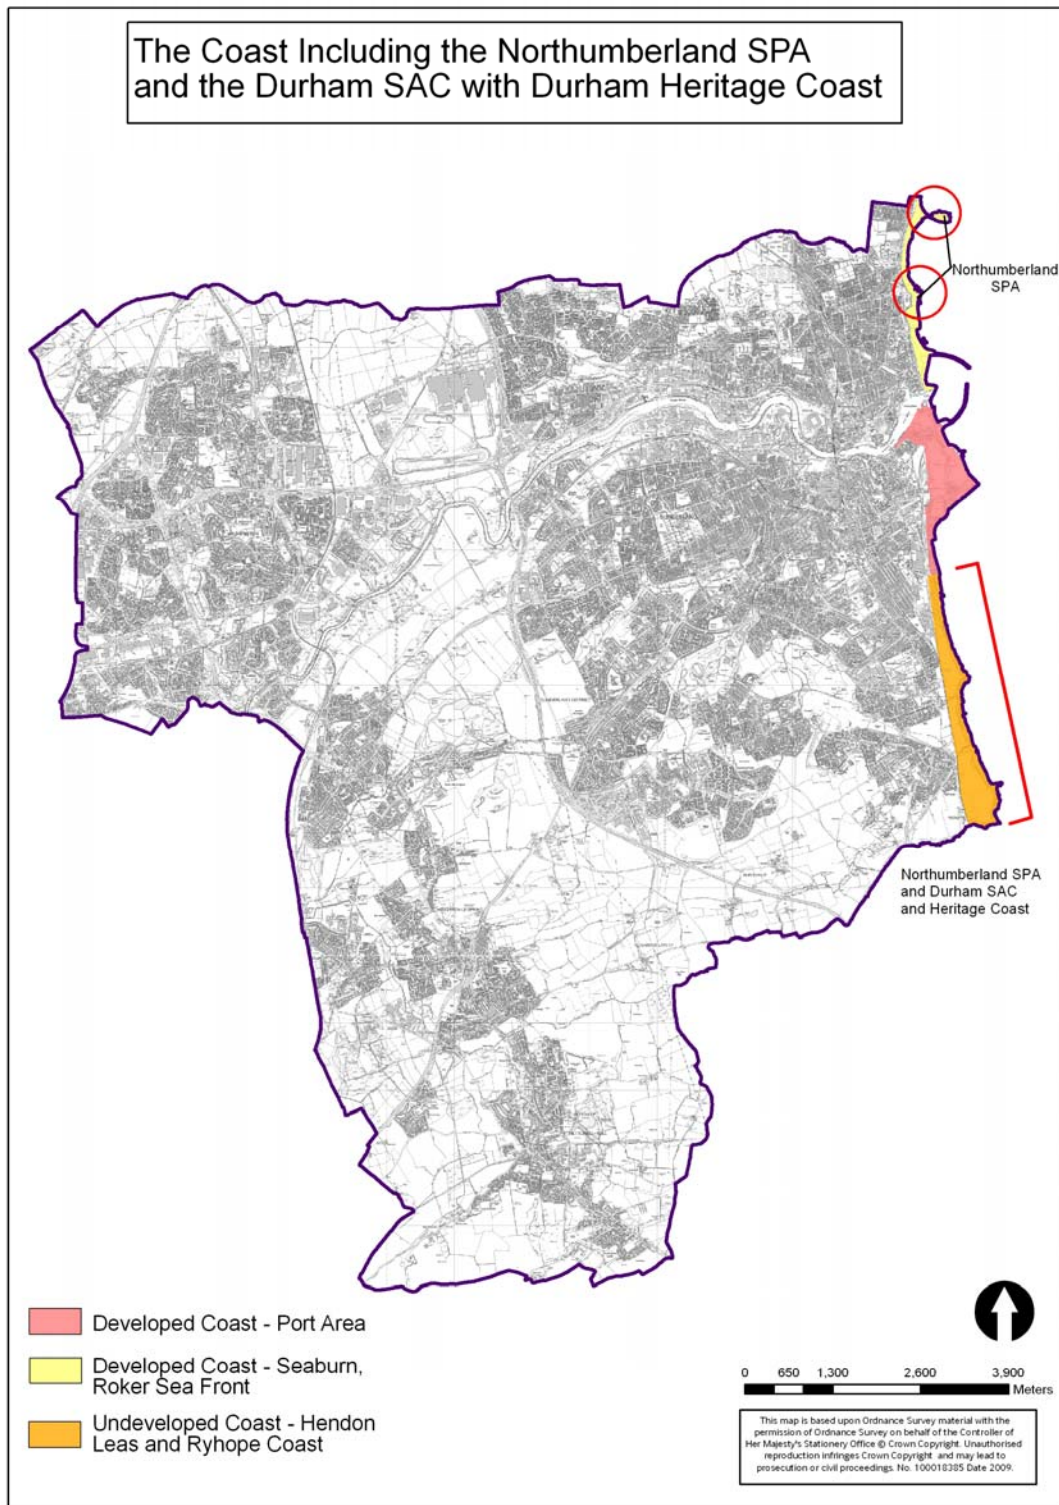 The Coast Including the Northumberland SPA
and the Durham SAC with Durham Heritage Coast
Northumberland
SPA
Northumberland SPA
and Durham SAC
and Heritage Coast
Developed Coast - Port Area
Developed Coast - Seaburn,
Roker Sea Front
Undeveloped Coast - Hendon
Leas and Ryhope Coast
0 650 1,300 2,600 3,900
Meters
This map is based upon Ordnance Survey material with the
permission of Ordnance Survey on behalf of the Controller of
Her Majesty's Stationery Office © Crown Copyright. Unauthorised
reproduction infringes Crown Copyright and may lead to
prosecution or civil proceedings. No. 100018385 Date 2009.